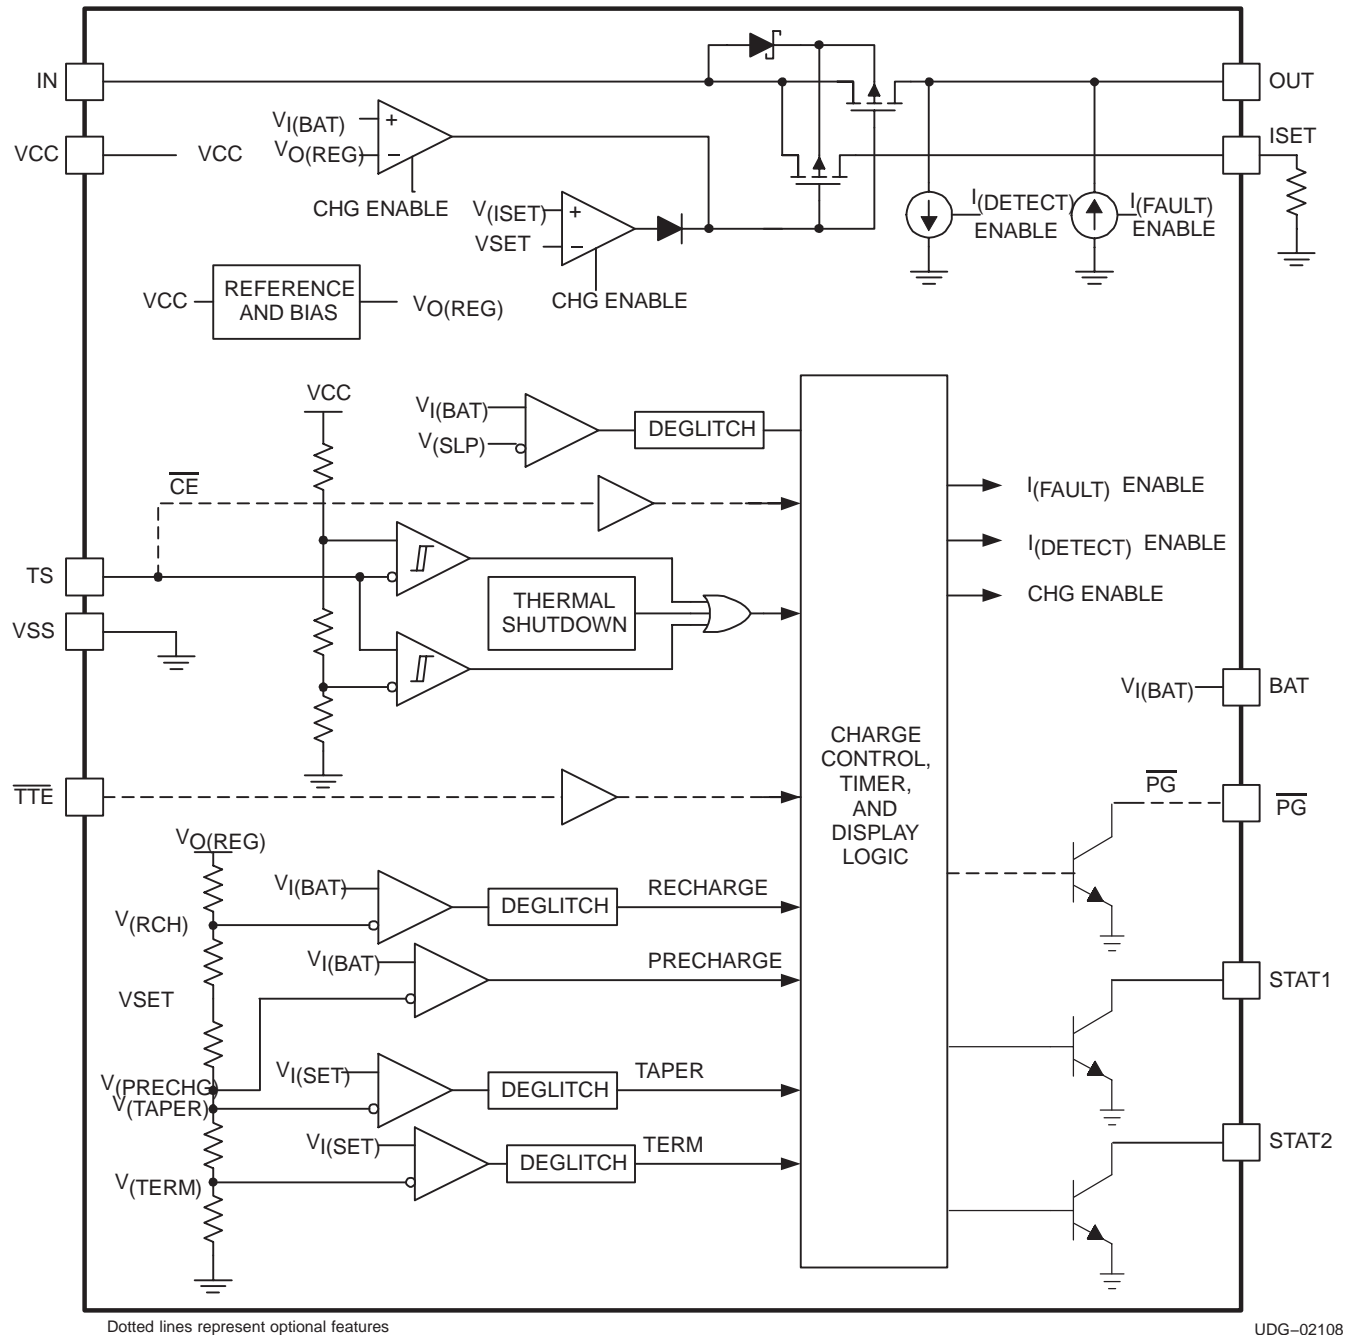 IN
OUT
VI(BAT)
+
VO(REG)
−
VCC
VCC
ISET
CHG ENABLE
V(ISET)
+
VSET
−
I(DETECT)
ENABLE
I(FAULT)
ENABLE
CHG ENABLE
VCC
REFERENCE
AND BIAS
VO(REG)
VCC
VI(BAT)
V(SLP)
DEGLITCH
CE
I(FAULT) ENABLE
I(DETECT) ENABLE
TS
THERMAL
SHUTDOWN
CHG ENABLE
VSS
VI(BAT)
BAT
CHARGE
CONTROL,
TIMER,
AND
DISPLAY
LOGIC
TTE
PG
PG
VO(REG)
VI(BAT)
DEGLITCH
RECHARGE
V(RCH)
VI(BAT)
PRECHARGE
VSET
STAT1
V(PRECHG)
V(TAPER)
VI(SET)
DEGLITCH
TAPER
VI(SET)
DEGLITCH
TERM
V(TERM)
STAT2
Dotted lines represent optional features
UDG−02108